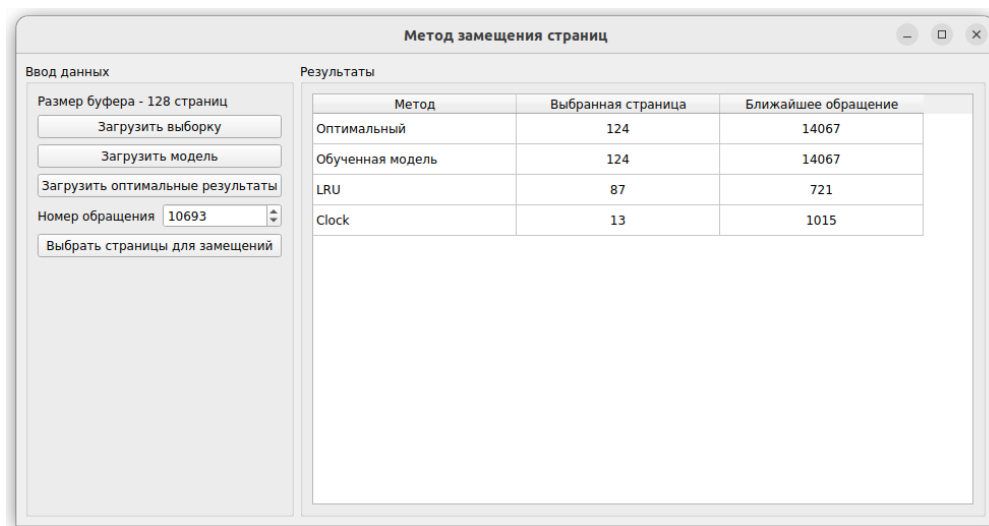 Метод замещения страниц
Ввод данных
Размер буфера - 128 страниц
Загрузить выборку
Загрузить модель
Загрузить оптимальные результаты
Номер обращения 10693
Выбрать страницы для замещений
Результаты
Метод Выбранная страница Ближайшее обращение
Оптимальный 124 14067
Обученная модель 124 14067
LRU 87 721
Clock 13 1015